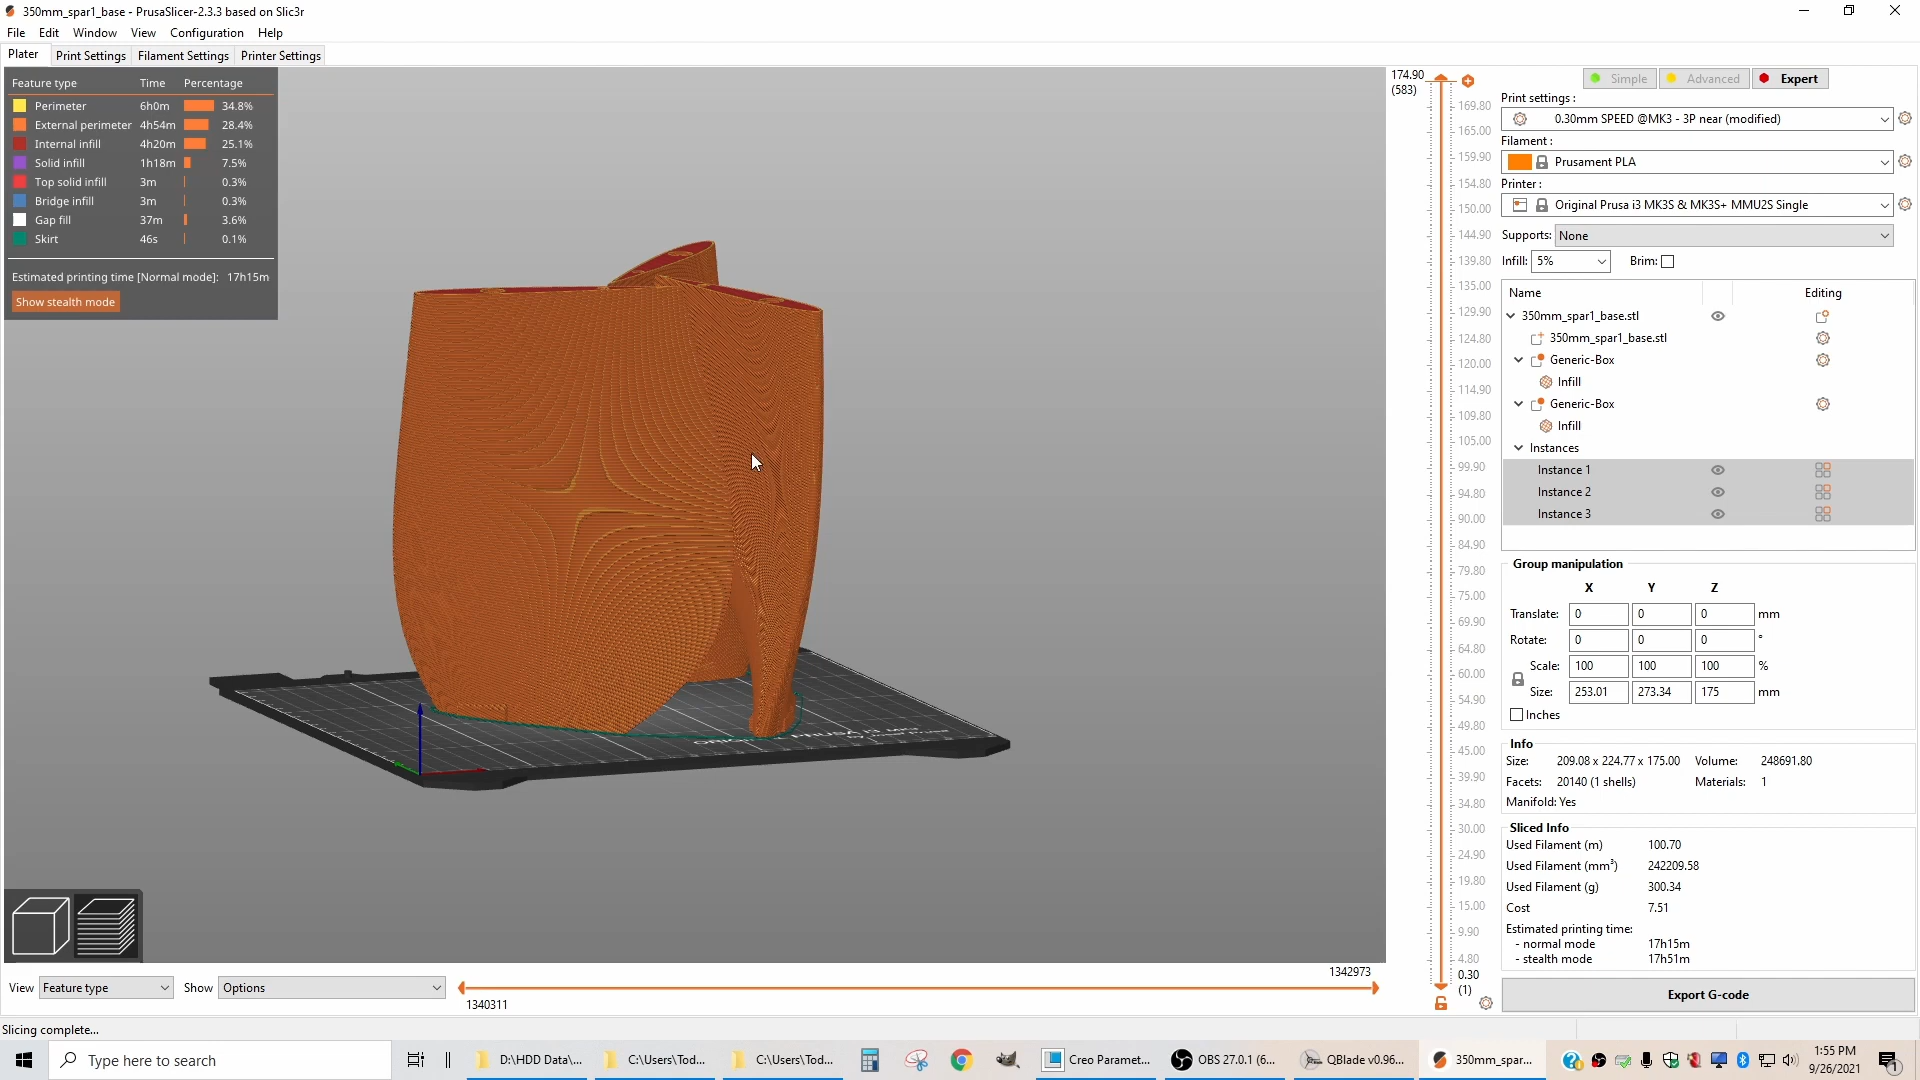 350mm_spar1_base - PrusaSlicer-2.3.3 based on Slic3r
File Edit Window View Configuration Help
Plater Print Settings Filament Settings Printer Settings
Feature type Time Percentage
Perimeter 6h0m 34.8%
External perimeter 4h54m 28.4%
Internal infill 4h20m 25.1%
Solid infill 1h18m 7.5%
Top solid infill 3m 0.3%
Bridge infill 3m 0.3%
Gap fill 37m 3.6%
Skirt 46s 0.1%
Estimated printing time [Normal mode]: 17h15m
Show stealth mode
174.90
(583)
169.80
165.00
159.90
154.80
150.00
144.90
139.80
135.00
129.90
124.80
120.00
114.90
109.80
105.00
99.90
94.80
90.00
84.90
79.80
75.00
69.90
64.80
60.00
54.90
49.80
45.00
39.90
34.80
30.00
24.90
19.80
15.00
9.90
4.80
0.30
(1)
Simple Advanced Expert
Print settings :
0.30mm SPEED @MK3 - 3P near (modified)
Filament :
Prusament PLA
Printer :
Original Prusa i3 MK3S & MK3S+ MMU2S Single
Supports: None
Infill: 5% Brim:
Name Editing
350mm_spar1_base.stl
350mm_spar1_base.stl
Generic-Box
Infill
Generic-Box
Infill
Instances
Instance 1
Instance 2
Instance 3
Group manipulation
X Y Z
Translate: 0 0 0 mm
Rotate: 0 0 0 °
Scale: 100 100 100 %
Size: 253.01 273.34 175 mm
Inches
Info
Size: 209.08 x 224.77 x 175.00 Volume: 248691.80
Facets: 20140 (1 shells) Materials: 1
Manifold: Yes
Sliced Info
Used Filament (m) 100.70
Used Filament (mm³) 242209.58
Used Filament (g) 300.34
Cost 7.51
Estimated printing time:
- normal mode 17h15m
- stealth mode 17h51m
Export G-code
View Feature type Show Options
1342973
1340311
Slicing complete...
Type here to search
D:\HDD Data\... C:\Users\Tod... C:\Users\Tod... Creo Paramet... OBS 27.0.1 (6... QBlade v0.96... 350mm_spar...
1:55 PM
9/26/2021
1